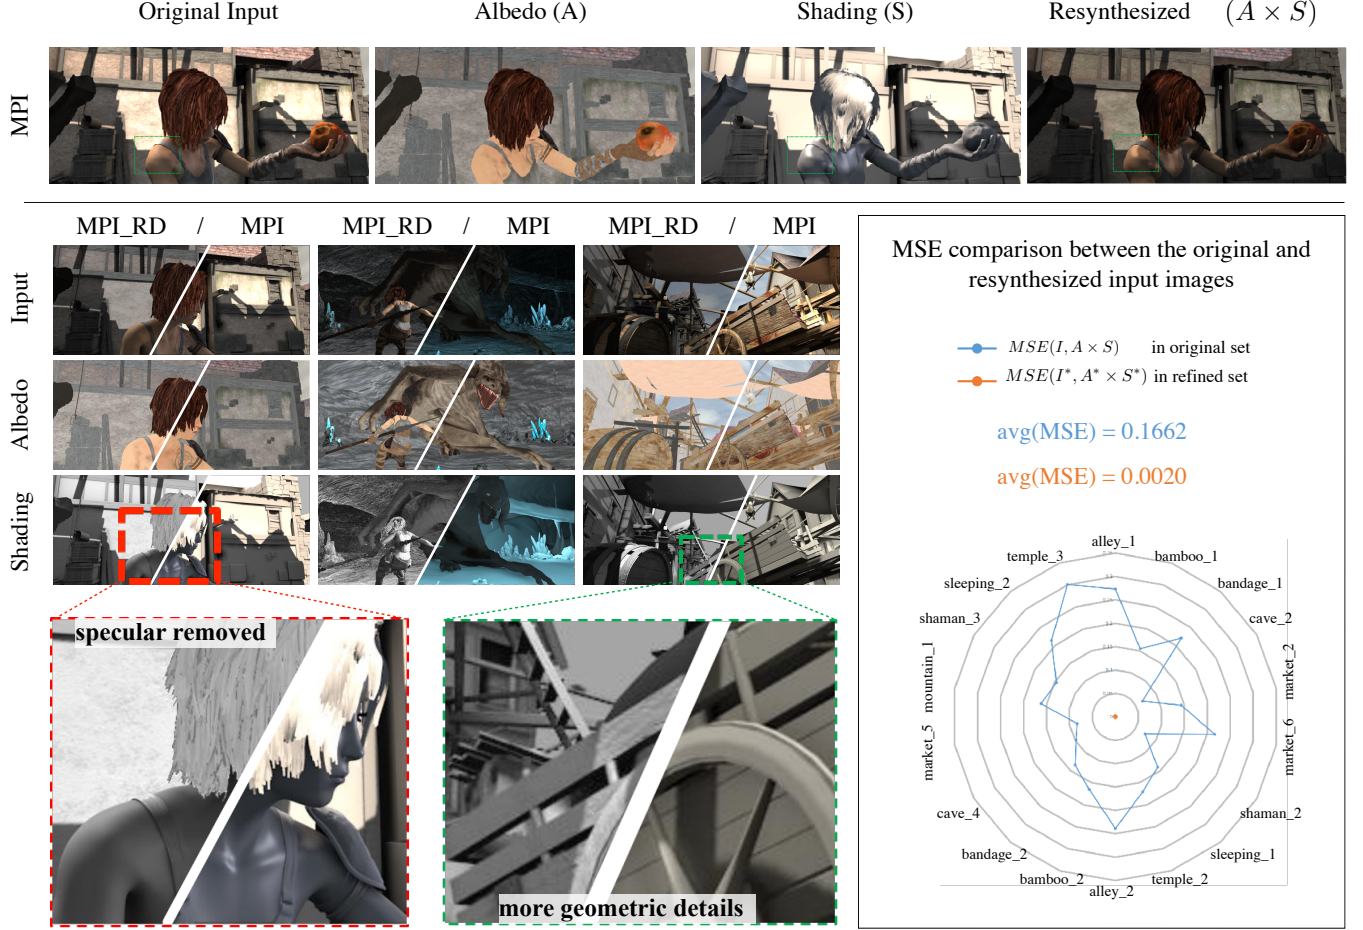 Original Input
Albedo (A)
Shading (S)
Resynthesized (A × S)
MPI
MPI_RD / MPI
MPI_RD / MPI
MPI_RD / MPI
Input
Albedo
Shading
specular removed
more geometric details
MSE comparison between the original and
resynthesized input images
MSE(I, A × S) in original set
MSE(I*, A* × S*) in refined set
avg(MSE) = 0.1662
avg(MSE) = 0.0020
alley_1
bamboo_1
bandage_1
cave_2
market_2
market_6
shaman_2
sleeping_1
temple_2
alley_2
bamboo_2
bandage_2
cave_4
market_5
mountain_1
shaman_3
sleeping_2
temple_3